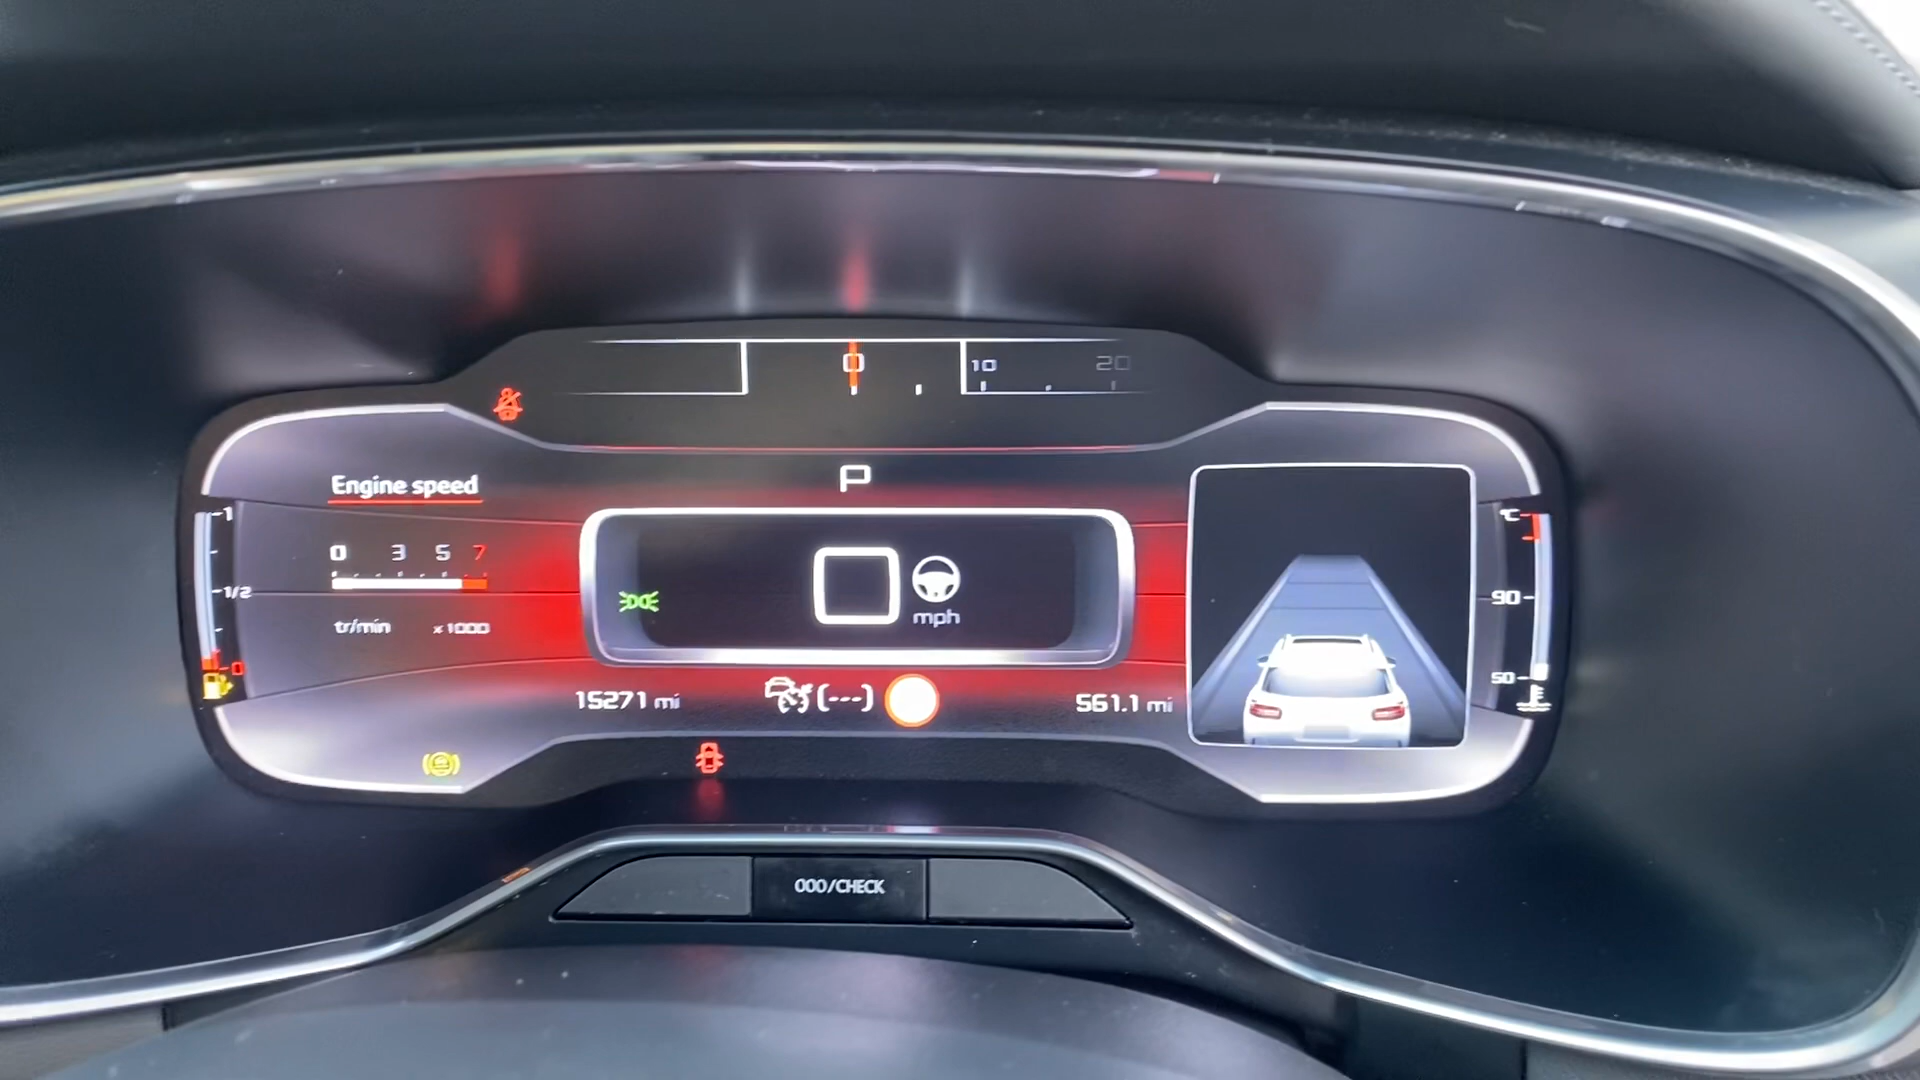 0
10
20
P
Engine speed
1
0 3 5 7
1/2
tr/min x1000
0
mph
°C
90
50
15271 mi
(---)
561.1 mi
000/CHECK